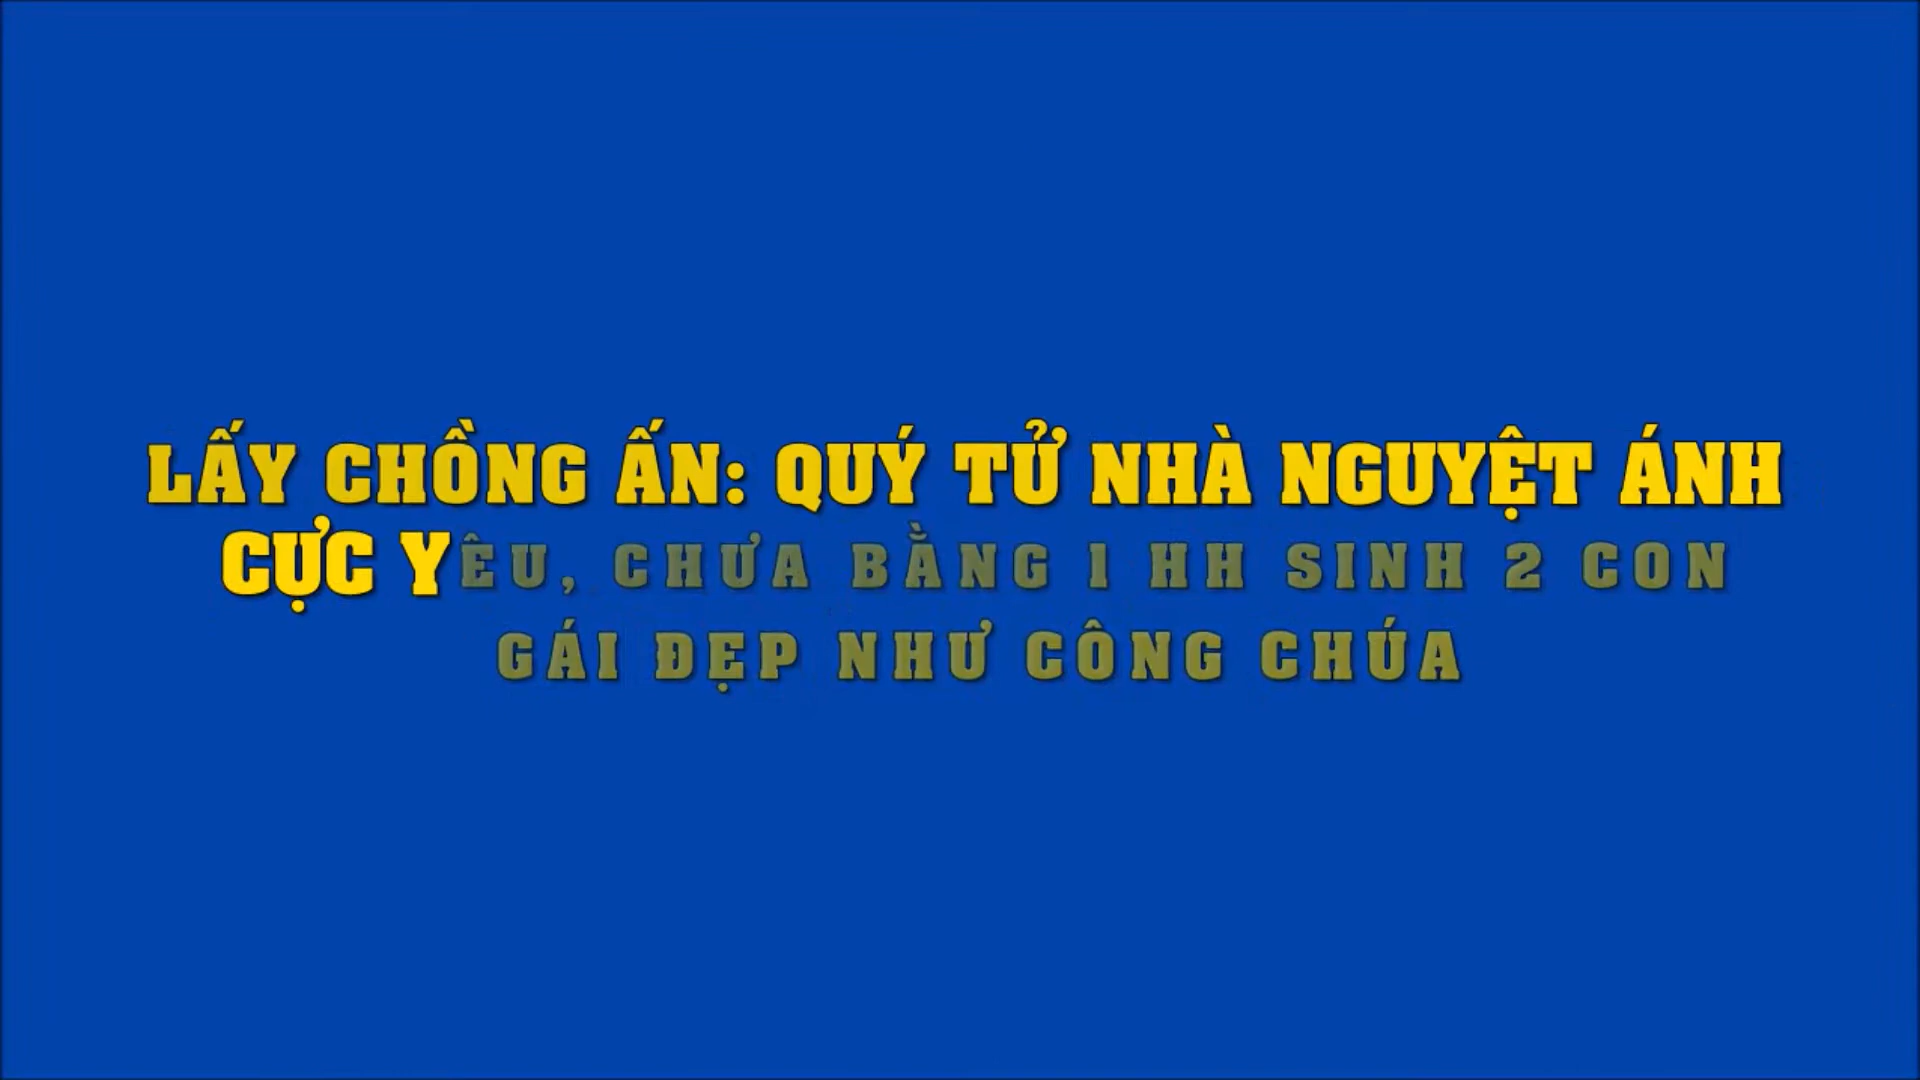 LẤY CHỒNG ẤN: QUÝ TỬ NHÀ NGUYỆT ÁNH
CỰC YÊU, CHƯA BẰNG 1 HH SINH 2 CON
GÁI ĐẸP NHƯ CÔNG CHÚA